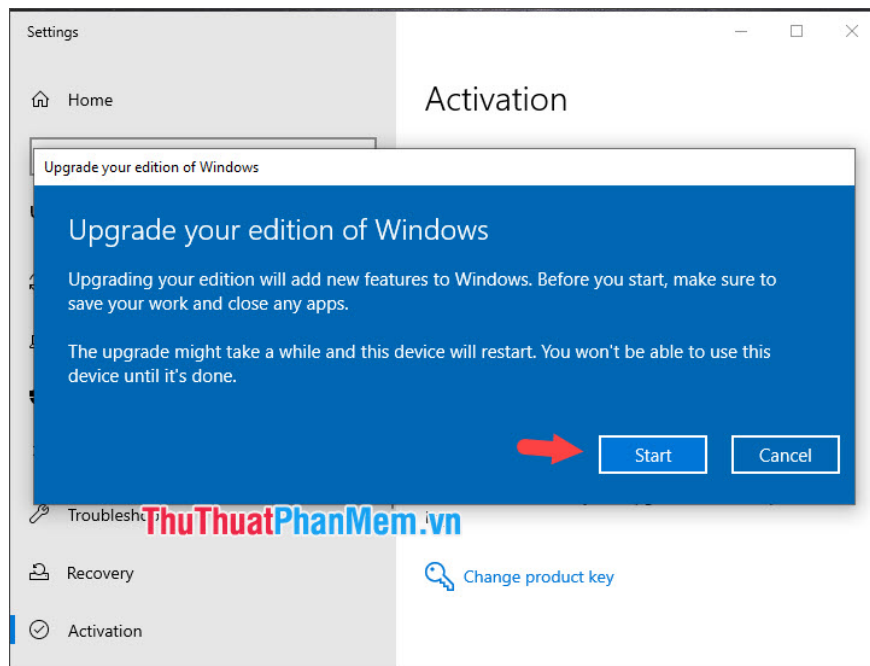 Settings
Home
Activation
Upgrade your edition of Windows
Upgrade your edition of Windows
Upgrading your edition will add new features to Windows. Before you start, make sure to
save your work and close any apps.
The upgrade might take a while and this device will restart. You won't be able to use this
device until it's done.
Start
Cancel
Troublesho
ThuThuatPhanMem.vn
Recovery
Change product key
Activation